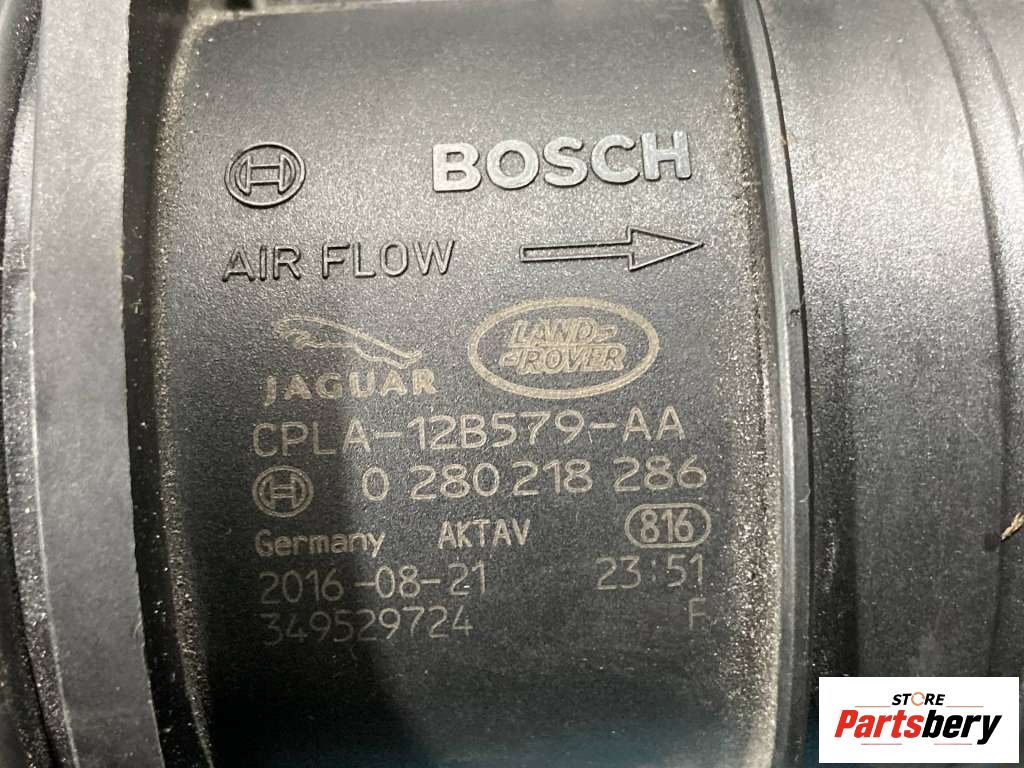 BOSCH
AIR FLOW
JAGUAR
LAND-
-ROVER
CPLA-12B579-AA
0 280 218 286
Germany AKTAV 816
2016-08-21 23:51
349529724 F
STORE
Partsbery